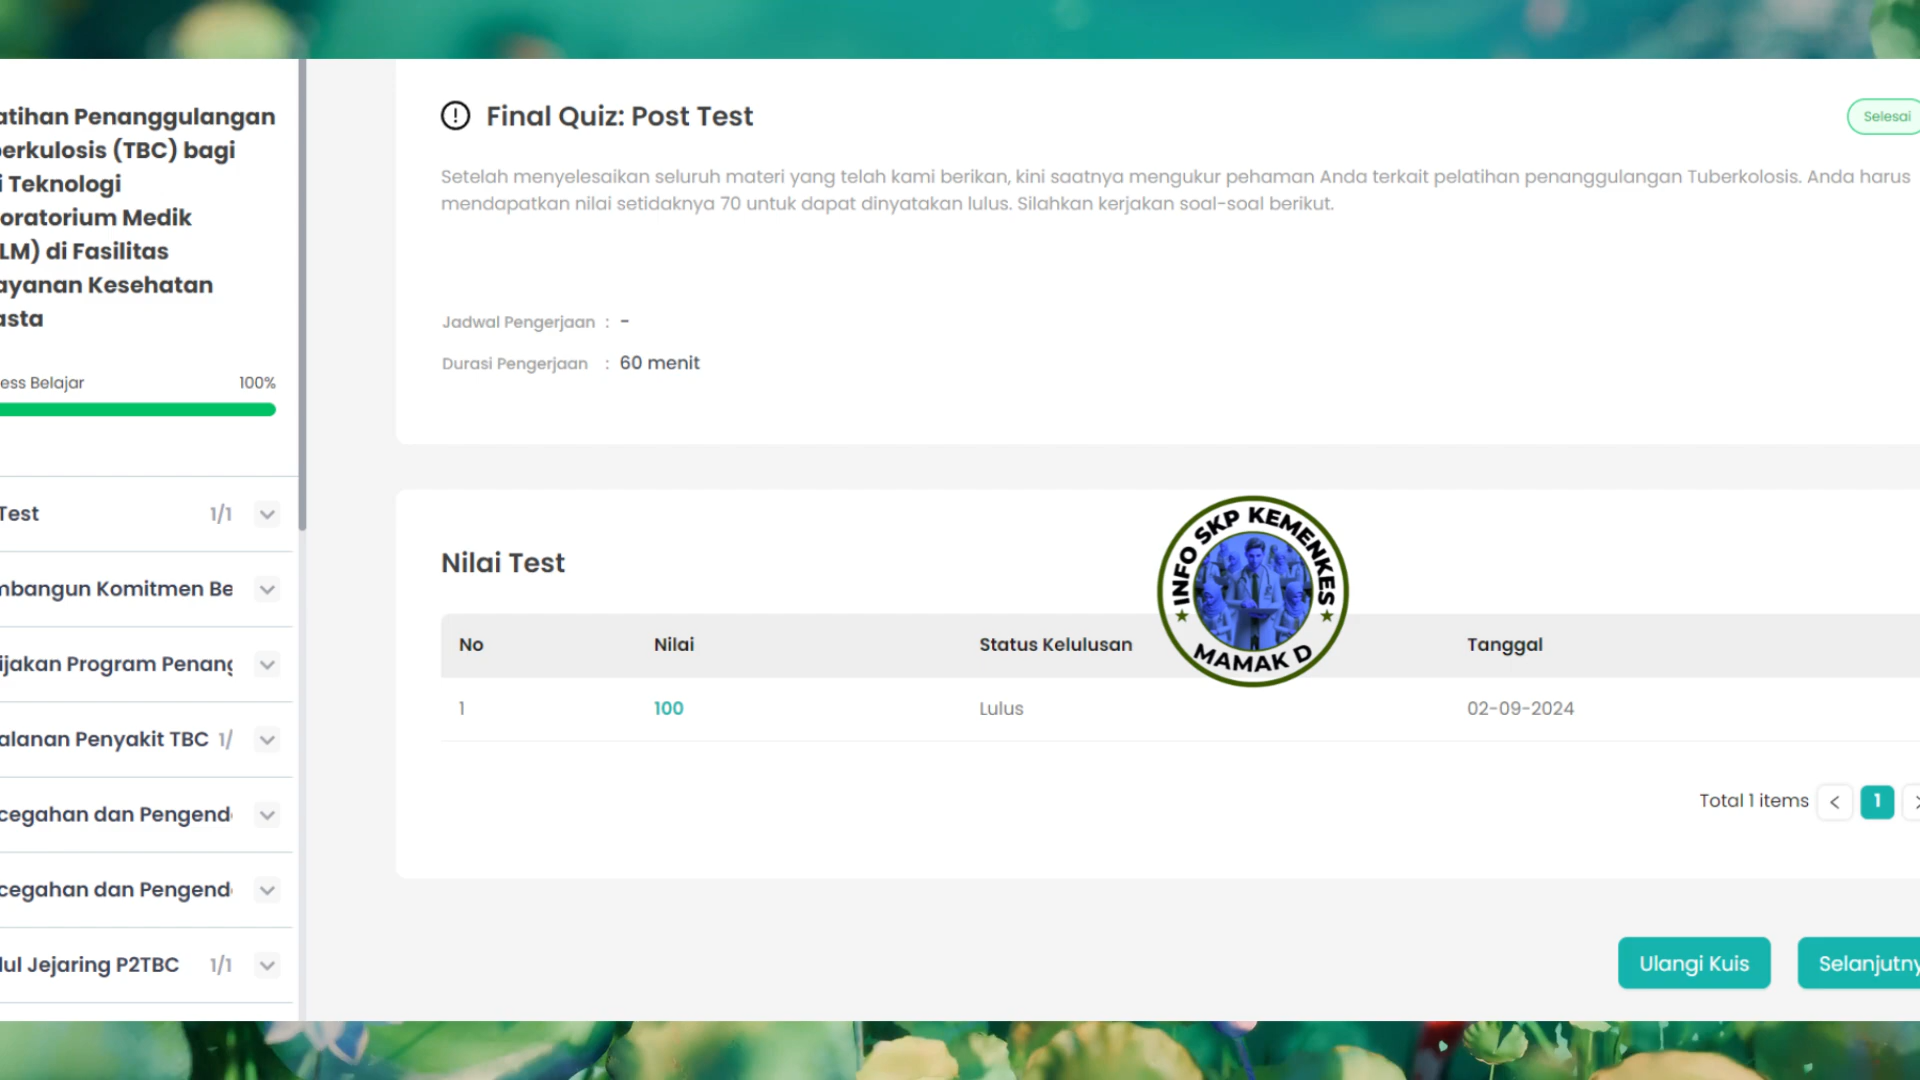 atihan Penanggulangan
erkulosis (TBC) bagi
i Teknologi
oratorium Medik
LM) di Fasilitas
ayanan Kesehatan
asta
ess Belajar 100%
Test 1/1
mbangun Komitmen Be
ijakan Program Penang
alanan Penyakit TBC 1/
cegahan dan Pengend
cegahan dan Pengend
ul Jejaring P2TBC 1/1
Final Quiz: Post Test
Selesai
Setelah menyelesaikan seluruh materi yang telah kami berikan, kini saatnya mengukur pehaman Anda terkait pelatihan penanggulangan Tuberkolosis. Anda harus
mendapatkan nilai setidaknya 70 untuk dapat dinyatakan lulus. Silahkan kerjakan soal-soal berikut.
Jadwal Pengerjaan : -
Durasi Pengerjaan : 60 menit
Nilai Test
INFO SKP KEMENKES
MAMAK D
No Nilai Status Kelulusan Tanggal
1 100 Lulus 02-09-2024
Total 1 items < 1 >
Ulangi Kuis Selanjutny